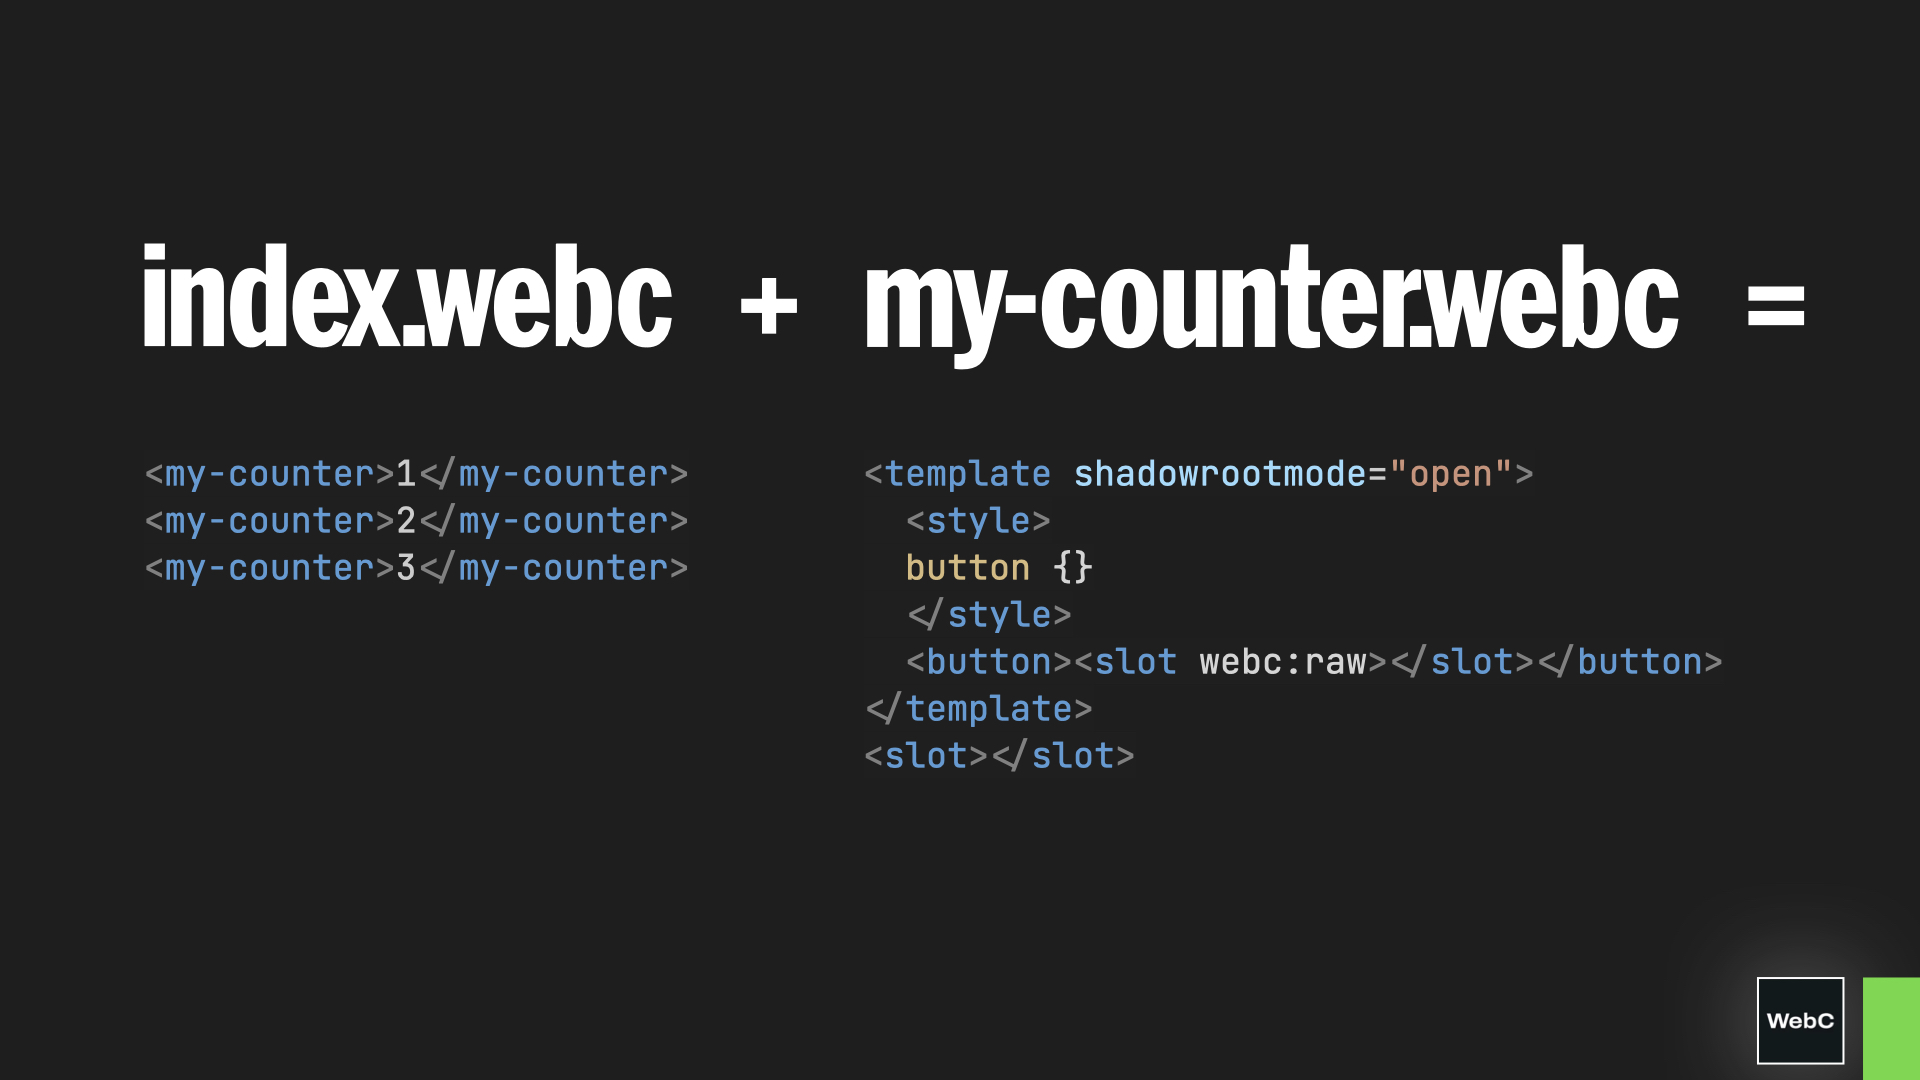 index.webc + my-counter.webc =
<my-counter>1</my-counter>
<my-counter>2</my-counter>
<my-counter>3</my-counter>
<template shadowrootmode="open">
<style>
button {}
</style>
<button><slot webc:raw></slot></button>
</template>
<slot></slot>
WebC